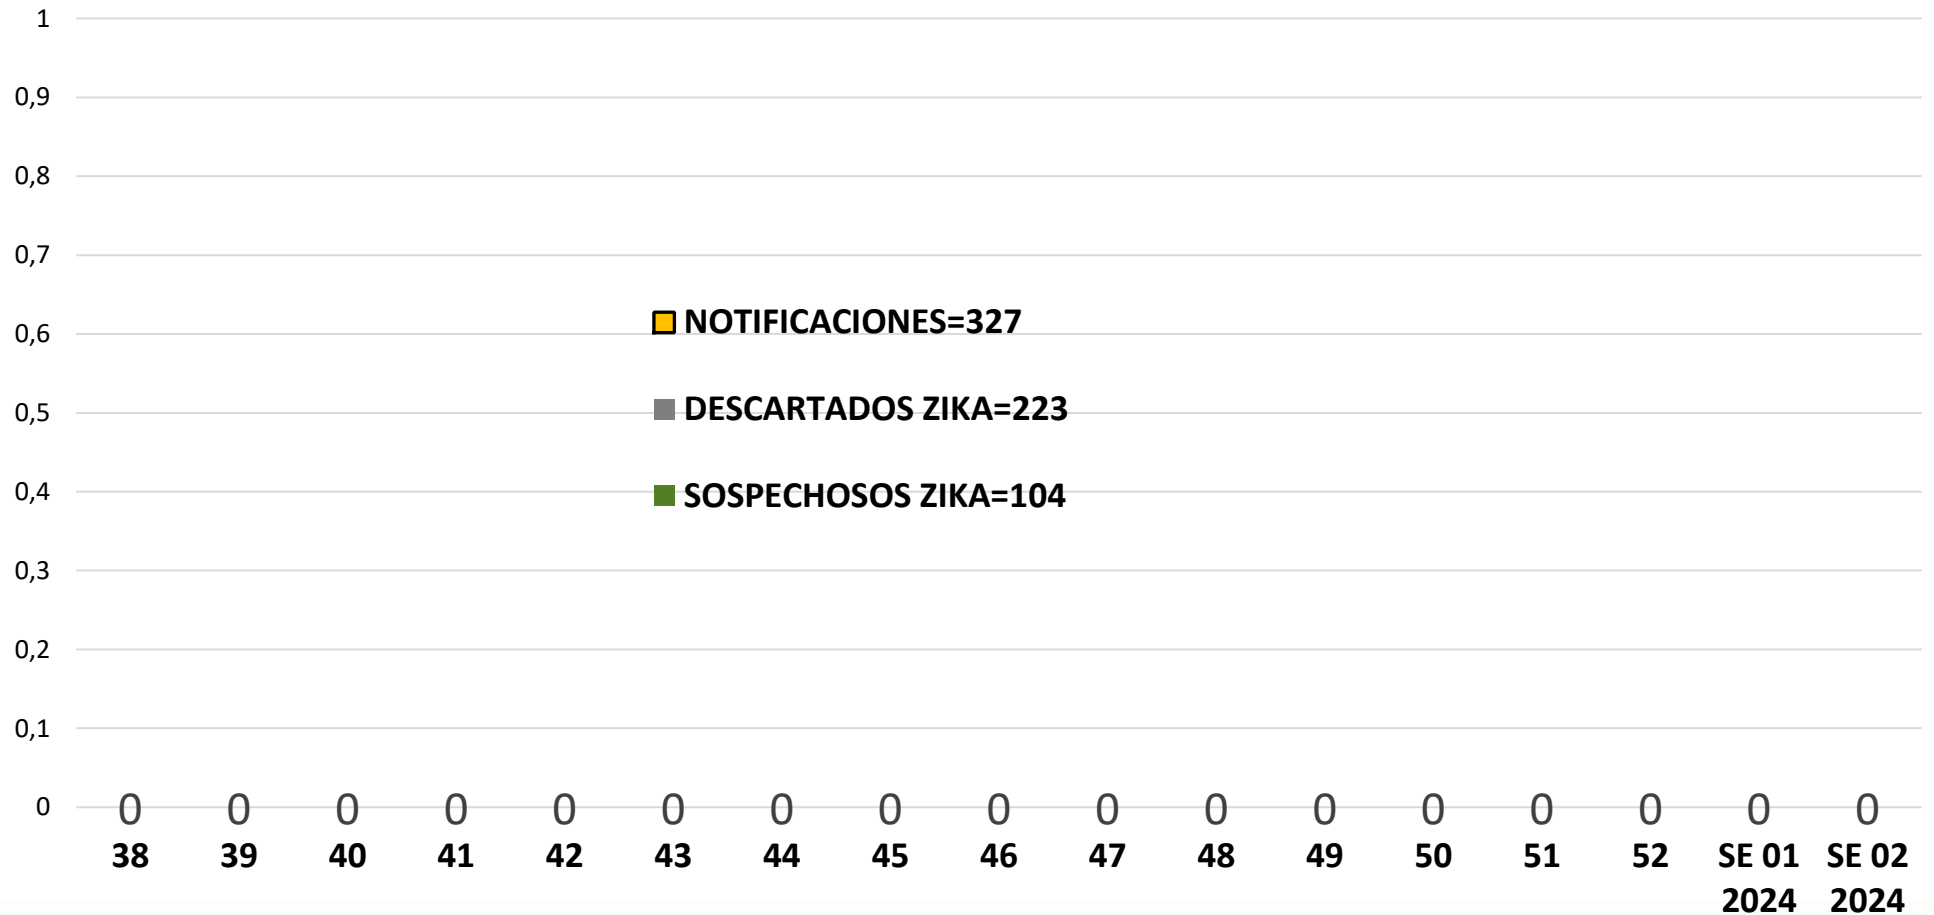 1
0,9
0,8
0,7
0,6
0,5
0,4
0,3
0,2
0,1
0
NOTIFICACIONES=327
DESCARTADOS ZIKA=223
SOSPECHOSOS ZIKA=104
0 0 0 0 0 0 0 0 0 0 0 0 0 0 0 0 0
38 39 40 41 42 43 44 45 46 47 48 49 50 51 52 SE 01 SE 02
2024 2024